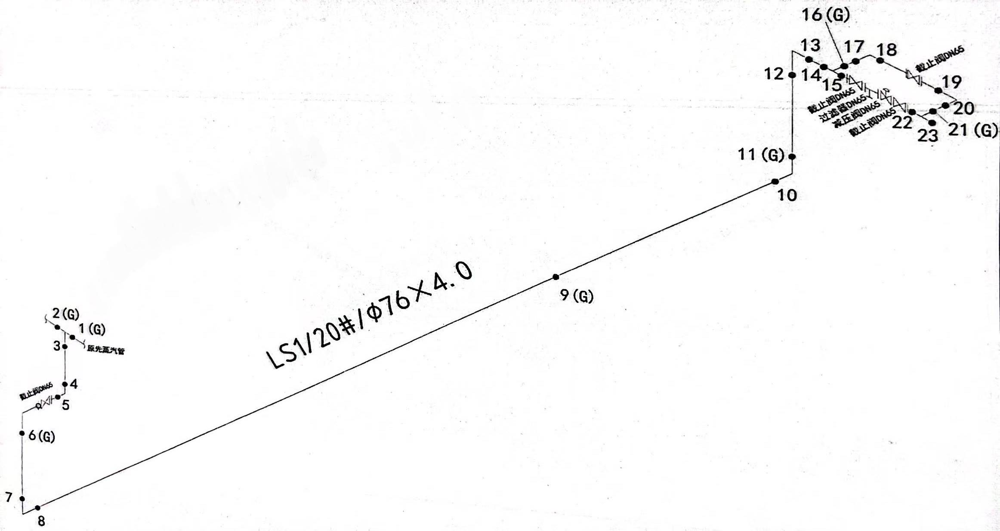 16(G)
13
17
18
截止阀DN65
12
14
15
19
截止阀DN65
过滤器DN65
减压阀DN65
截止阀DN65
20
22
21(G)
23
11(G)
10
LS1/20#/Φ76×4.0
9(G)
2(G)
1(G)
3
原先蒸汽管
4
截止阀DN65
5
6(G)
7
8